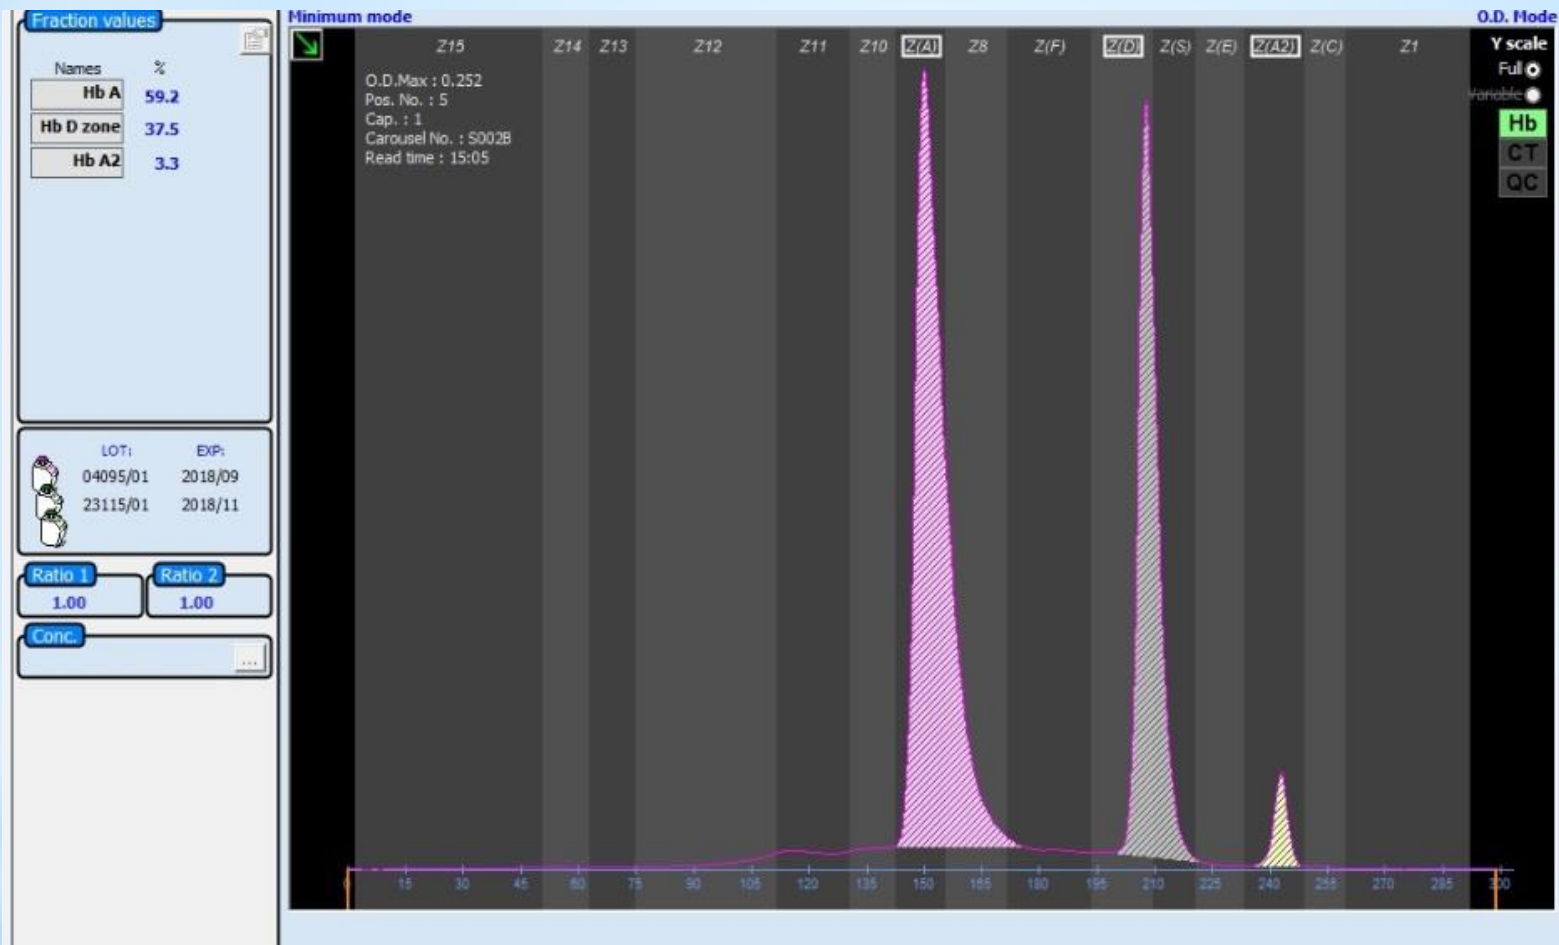 Fraction values
Names %
Hb A 59.2
Hb D zone 37.5
Hb A2 3.3
LOT: EXP:
04095/01 2018/09
23115/01 2018/11
Ratio 1 Ratio 2
1.00 1.00
Conc.
...
Minimum mode O.D. Mode
Z15 Z14 Z13 Z12 Z11 Z10 Z(A) Z8 Z(F) Z(D) Z(S) Z(E) Z(A2) Z(C) Z1
O.D.Max : 0.252
Pos. No. : 5
Cap. : 1
Carousel No. : S002B
Read time : 15:05
Y scale
Full
Variable
Hb
CT
QC
0 15 30 45 60 75 90 105 120 135 150 165 180 195 210 225 240 255 270 285 300